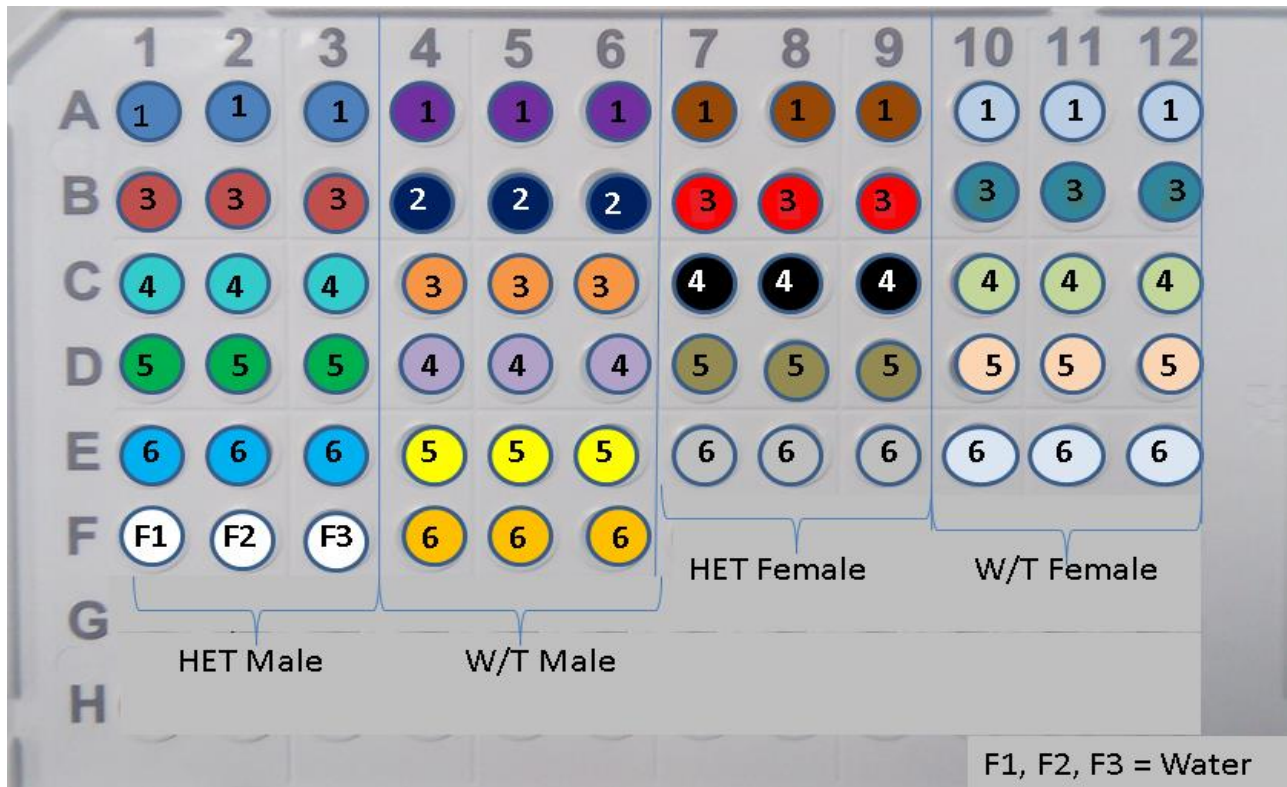 1 2 3 4 5 6 7 8 9 10 11 12
A 1 1 1 1 1 1 1 1 1 1 1 1
B 3 3 3 2 2 2 3 3 3 3 3 3
C 4 4 4 3 3 3 4 4 4 4 4 4
D 5 5 5 4 4 4 5 5 5 5 5 5
E 6 6 6 5 5 5 6 6 6 6 6 6
F F1 F2 F3 6 6 6
HET Female W/T Female
G
HET Male W/T Male
H
F1, F2, F3 = Water